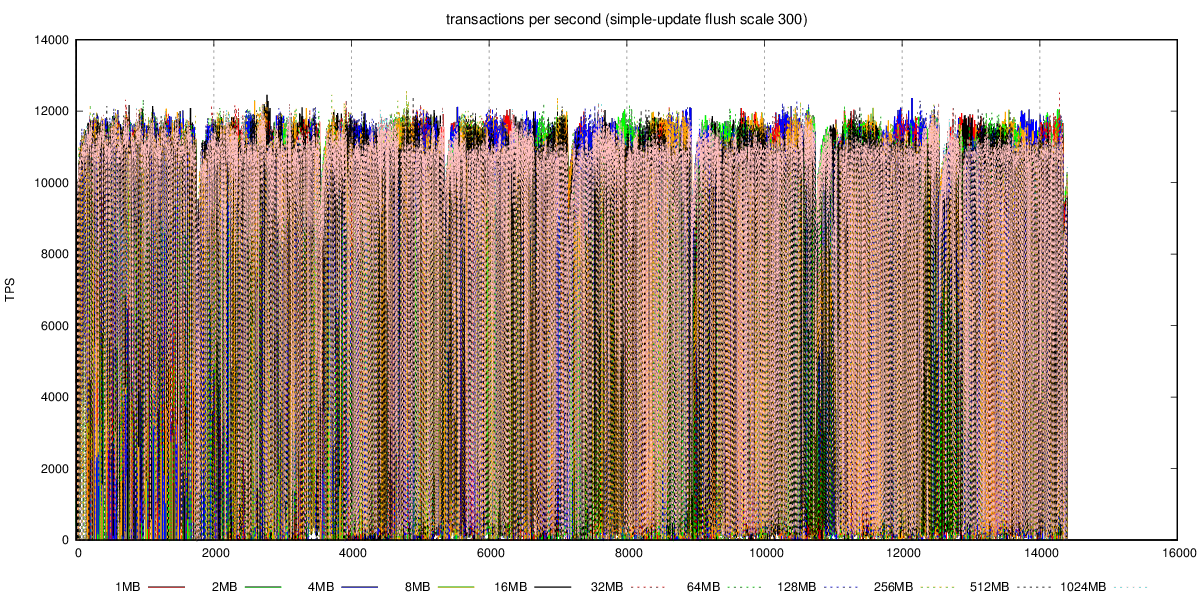 transactions per second (simple-update flush scale 300)
14000
12000
10000
8000
6000
4000
2000
0
TPS
0 2000 4000 6000 8000 10000 12000 14000 16000
1MB 2MB 4MB 8MB 16MB 32MB 64MB 128MB 256MB 512MB 1024MB